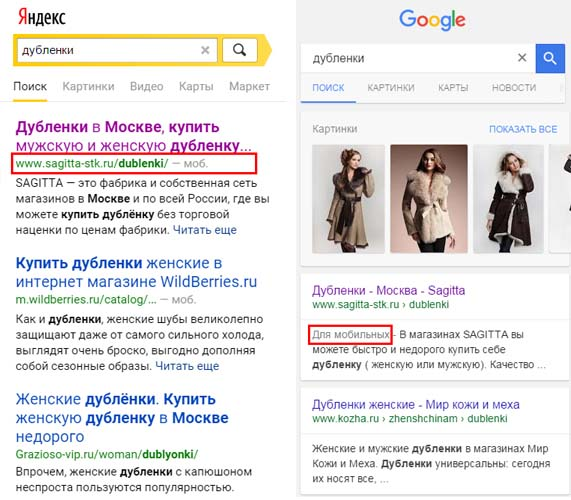 Яндекс
дубленки
Поиск Картинки Видео Карты Маркет
Дубленки в Москве, купить
мужскую и женскую дубленку...
www.sagitta-stk.ru/dublenki/ — моб.
SAGITTA — это фабрика и собственная сеть
магазинов в Москве и по всей России, где вы
можете купить дублёнку без торговой
наценки по ценам фабрики. Читать еще
Купить дубленки женские в
интернет магазине WildBerries.ru
m.wildberries.ru/catalog/... — моб.
Как и дубленки, женские шубы великолепно
защищают даже от самого сильного холода,
выглядят очень броско, выгодно дополняя
собой сезонные образы. Читать еще
Женские дублёнки. Купить
женскую дубленку в Москве
недорого
Grazioso-vip.ru/woman/dublyonki/
Впрочем, женские дубленки с капюшоном
неспроста пользуются популярностью.
Google
дубленки
ПОИСК КАРТИНКИ КАРТЫ НОВОСТИ
Картинки ПОКАЗАТЬ ВСЕ
Дубленки - Москва - Sagitta
www.sagitta-stk.ru › dublenki
Для мобильных - В магазинах SAGITTA вы
можете быстро и недорого купить себе
дубленку ( женскую или мужскую). Качество ...
Дубленки женские - Мир кожи и меха
www.kozha.ru › zhenshchinam › dublenki
Женские и мужские дубленки в магазинах Мир
Кожи и Меха. Дубленки универсальны: сегодня
их носят все, ...